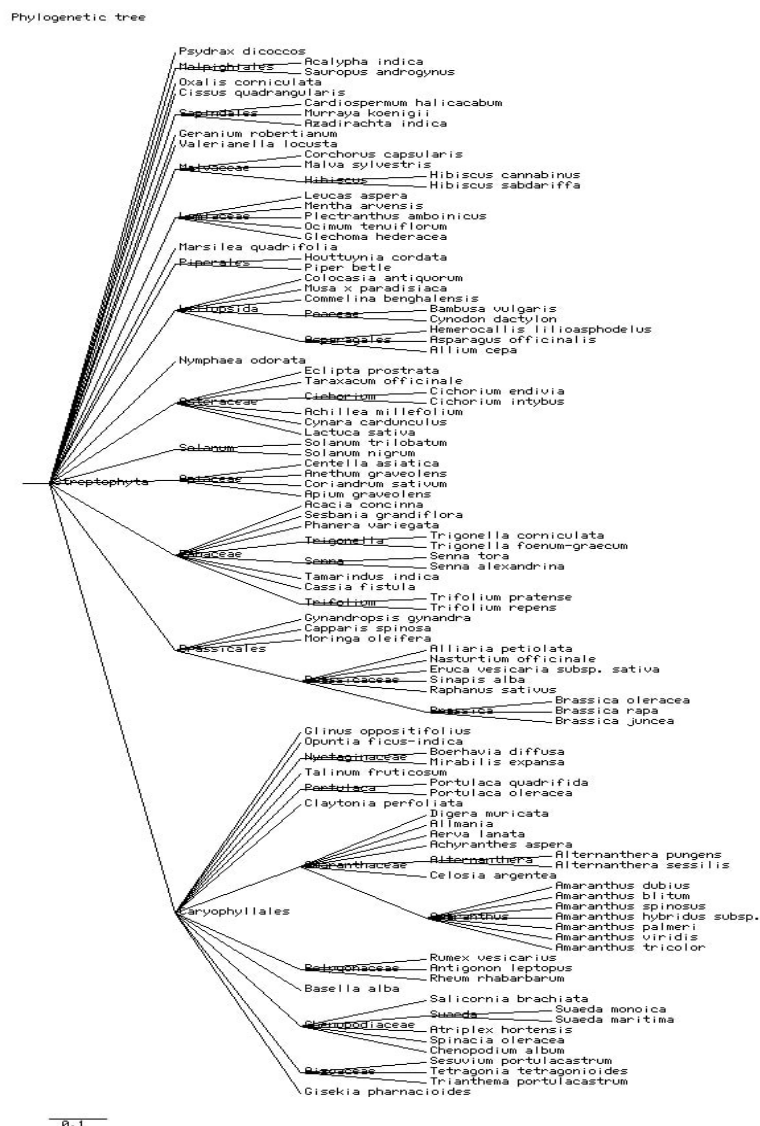 Phylogenetic tree
Psydrax dicoccos
Malpighiales
Acalypha indica
Sauropus androgynus
Oxalis corniculata
Cissus quadrangularis
Cardiospermum halicacabum
Sapindales
Murraya koenigii
Azadirachta indica
Geranium robertianum
Valerianella locusta
Corchorus capsularis
Malvaceae
Malva sylvestris
Hibiscus
Hibiscus cannabinus
Hibiscus sabdariffa
Leucas aspera
Mentha arvensis
Lamiaceae
Plectranthus amboinicus
Ocimum tenuiflorum
Glechoma hederacea
Marsilea quadrifolia
Piperales
Houttuynia cordata
Piper betle
Colocasia antiquorum
Musa x paradisiaca
Commelina benghalensis
Liliopsida
Poaceae
Bambusa vulgaris
Cynodon dactylon
Asparagales
Hemerocallis lilioasphodelus
Asparagus officinalis
Allium cepa
Nymphaea odorata
Eclipta prostrata
Taraxacum officinale
Asteraceae
Cichorium
Cichorium endivia
Cichorium intybus
Achillea millefolium
Cynara cardunculus
Lactuca sativa
Solanum
Solanum trilobatum
Solanum nigrum
Streptophyta
Centella asiatica
Apiaceae
Anethum graveolens
Coriandrum sativum
Apium graveolens
Acacia concinna
Sesbania grandiflora
Phanera variegata
Fabaceae
Trigonella
Trigonella corniculata
Trigonella foenum-graecum
Senna
Senna tora
Senna alexandrina
Tamarindus indica
Cassia fistula
Trifolium
Trifolium pratense
Trifolium repens
Gynandropsis gynandra
Capparis spinosa
Moringa oleifera
Brassicales
Alliaria petiolata
Nasturtium officinale
Eruca vesicaria subsp. sativa
Brassicaceae
Sinapis alba
Raphanus sativus
Brassica oleracea
Brassica
Brassica rapa
Brassica juncea
Glinus oppositifolius
Opuntia ficus-indica
Nyctaginaceae
Boerhavia diffusa
Mirabilis expansa
Talinum fruticosum
Portulaca
Portulaca quadrifida
Portulaca oleracea
Claytonia perfoliata
Digera muricata
Allmania
Aerva lanata
Achyranthes aspera
Amaranthaceae
Alternanthera
Alternanthera pungens
Alternanthera sessilis
Celosia argentea
Amaranthus dubius
Amaranthus blitum
Amaranthus spinosus
Caryophyllales
Amaranthus
Amaranthus hybridus subsp.
Amaranthus palmeri
Amaranthus viridis
Amaranthus tricolor
Rumex vesicarius
Polygonaceae
Antigonon leptopus
Rheum rhabarbarum
Basella alba
Salicornia brachiata
Suaeda
Suaeda monoica
Suaeda maritima
Chenopodiaceae
Atriplex hortensis
Spinacia oleracea
Chenopodium album
Sesuvium portulacastrum
Aizoaceae
Tetragonia tetragonioides
Trianthema portulacastrum
Gisekia pharnacioides
0.1